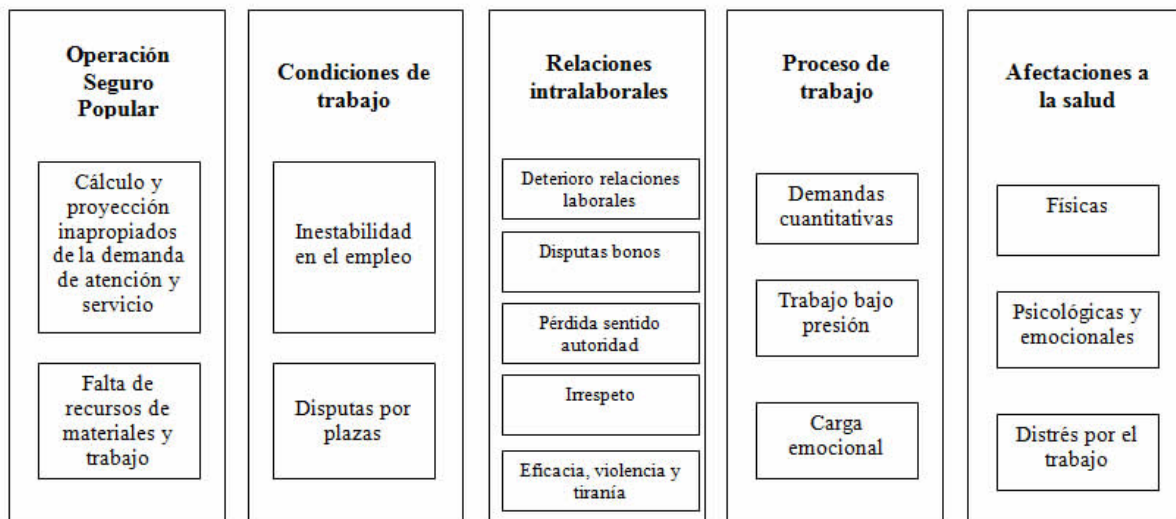 Operación
Seguro
Popular
Cálculo y
proyección
inapropiados
de la demanda
de atención y
servicio
Falta de
recursos de
materiales y
trabajo
Condiciones de
trabajo
Inestabilidad
en el empleo
Disputas por
plazas
Relaciones
intralaborales
Deterioro relaciones
laborales
Disputas bonos
Pérdida sentido
autoridad
Irrespeto
Eficacia, violencia y
tiranía
Proceso de
trabajo
Demandas
cuantitativas
Trabajo bajo
presión
Carga
emocional
Afectaciones a
la salud
Físicas
Psicológicas y
emocionales
Distrés por el
trabajo